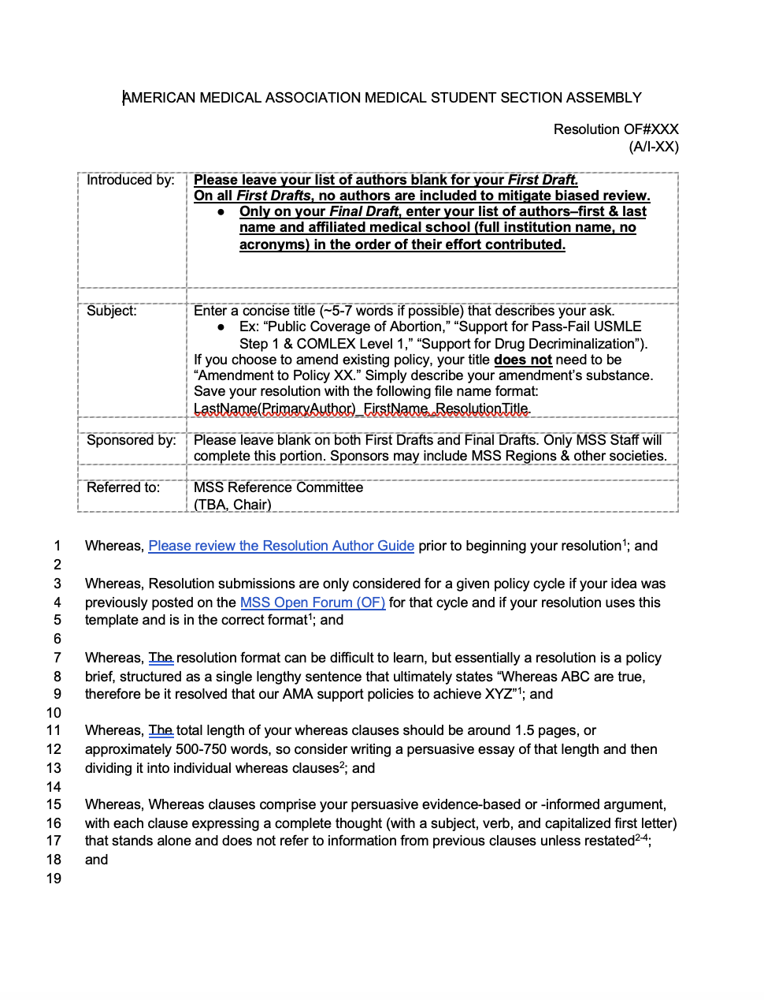 AMERICAN MEDICAL ASSOCIATION MEDICAL STUDENT SECTION ASSEMBLY
Resolution OF#XXX
(A/I-XX)
Introduced by: Please leave your list of authors blank for your First Draft.
On all First Drafts, no authors are included to mitigate biased review.
● Only on your Final Draft, enter your list of authors–first & last
name and affiliated medical school (full institution name, no
acronyms) in the order of their effort contributed.
Subject: Enter a concise title (~5-7 words if possible) that describes your ask.
● Ex: “Public Coverage of Abortion,” “Support for Pass-Fail USMLE
Step 1 & COMLEX Level 1,” “Support for Drug Decriminalization”).
If you choose to amend existing policy, your title does not need to be
“Amendment to Policy XX.” Simply describe your amendment’s substance.
Save your resolution with the following file name format:
LastName(PrimaryAuthor)_FirstName_ResolutionTitle.
Sponsored by: Please leave blank on both First Drafts and Final Drafts. Only MSS Staff will
complete this portion. Sponsors may include MSS Regions & other societies.
Referred to: MSS Reference Committee
(TBA, Chair)
1 Whereas, Please review the Resolution Author Guide prior to beginning your resolution¹; and
2
3 Whereas, Resolution submissions are only considered for a given policy cycle if your idea was
4 previously posted on the MSS Open Forum (OF) for that cycle and if your resolution uses this
5 template and is in the correct format¹; and
6
7 Whereas, The resolution format can be difficult to learn, but essentially a resolution is a policy
8 brief, structured as a single lengthy sentence that ultimately states “Whereas ABC are true,
9 therefore be it resolved that our AMA support policies to achieve XYZ”¹; and
10
11 Whereas, The total length of your whereas clauses should be around 1.5 pages, or
12 approximately 500-750 words, so consider writing a persuasive essay of that length and then
13 dividing it into individual whereas clauses²; and
14
15 Whereas, Whereas clauses comprise your persuasive evidence-based or -informed argument,
16 with each clause expressing a complete thought (with a subject, verb, and capitalized first letter)
17 that stands alone and does not refer to information from previous clauses unless restated²⁻⁴;
18 and
19